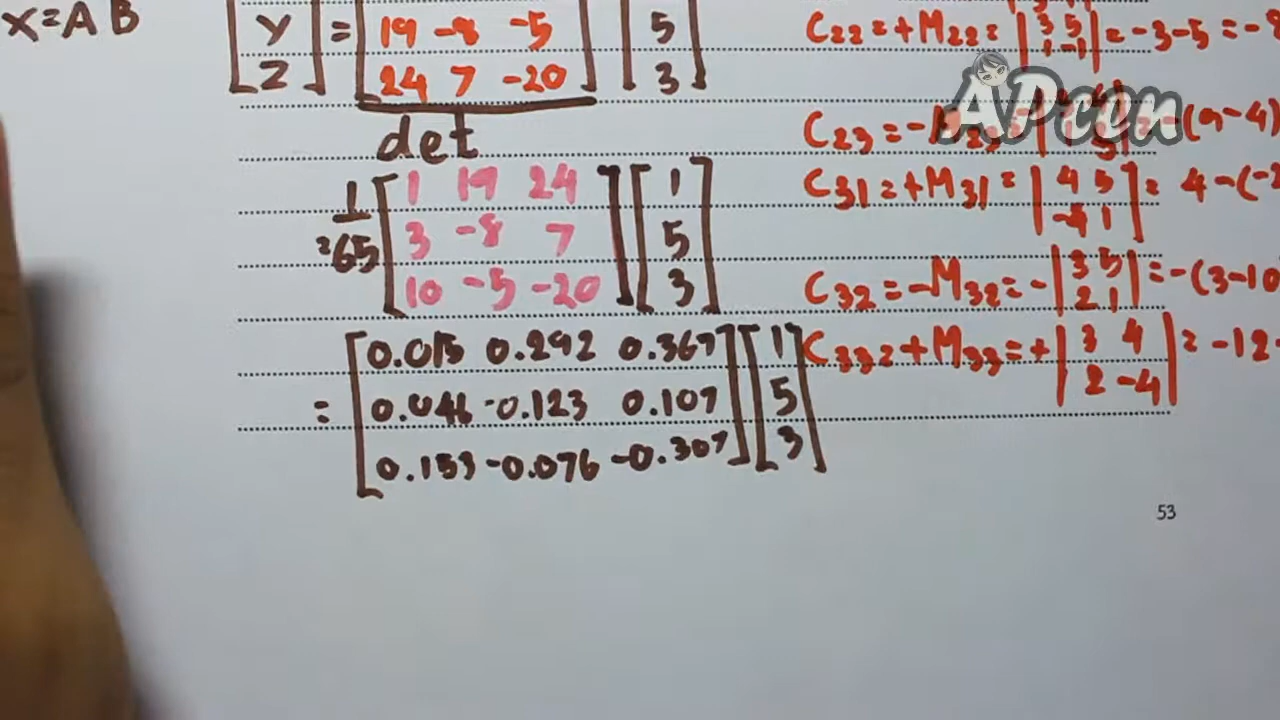 X=A B
[Y Z] = [19 -8 -5 [5
24 7 -20] 3]
det
1/265 [1 19 24] [1
3 -8 7 5
10 -5 -20] 3]
= [0.015 0.292 0.367] [1
0.046 -0.123 0.107 5
0.153 -0.076 -0.307] 3]
C22=+M22= |3 5 1 -1| = -3-5=-8
APcon
C23=-M23
-(9-4)
C31=+M31= |4 5 -4 1| = 4-(-2
C32=-M32=-|3 5 2 1|=-(3-10
C33=+M33=+|3 4 2 -4| = -12-
53